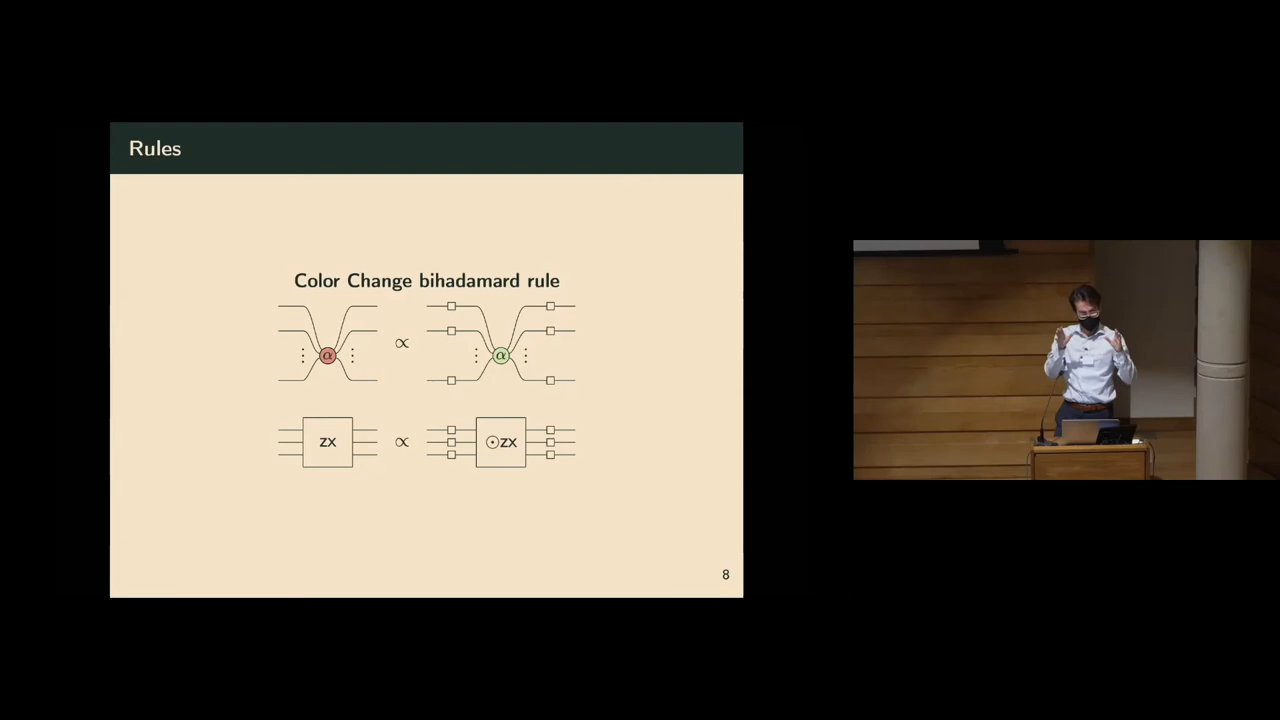 Rules
Color Change bihadamard rule
α ∝ α
zx ∝ ⊙zx
8